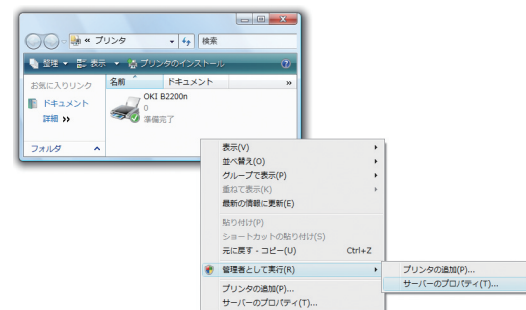 « プリンタ
検索
整理 表示 プリンタのインストール
お気に入りリンク
ドキュメント
詳細 »
フォルダ
名前 ドキュメント »
OKI B2200n
0
準備完了
表示(V)
並べ替え(O)
グループで表示(P)
重ねて表示(K)
最新の情報に更新(E)
貼り付け(P)
ショートカットの貼り付け(S)
元に戻す - コピー(U) Ctrl+Z
管理者として実行(R)
プリンタの追加(P)...
サーバーのプロパティ(T)...
プリンタの追加(P)...
サーバーのプロパティ(T)...